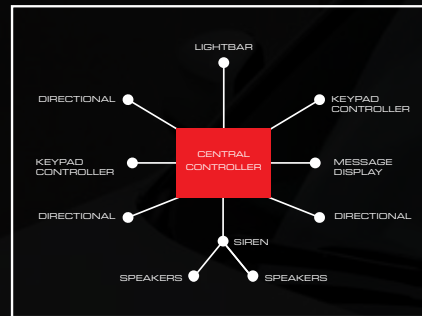 LIGHTBAR
DIRECTIONAL
KEYPAD
CONTROLLER
CENTRAL
CONTROLLER
KEYPAD
CONTROLLER
MESSAGE
DISPLAY
DIRECTIONAL
DIRECTIONAL
SIREN
SPEAKERS
SPEAKERS